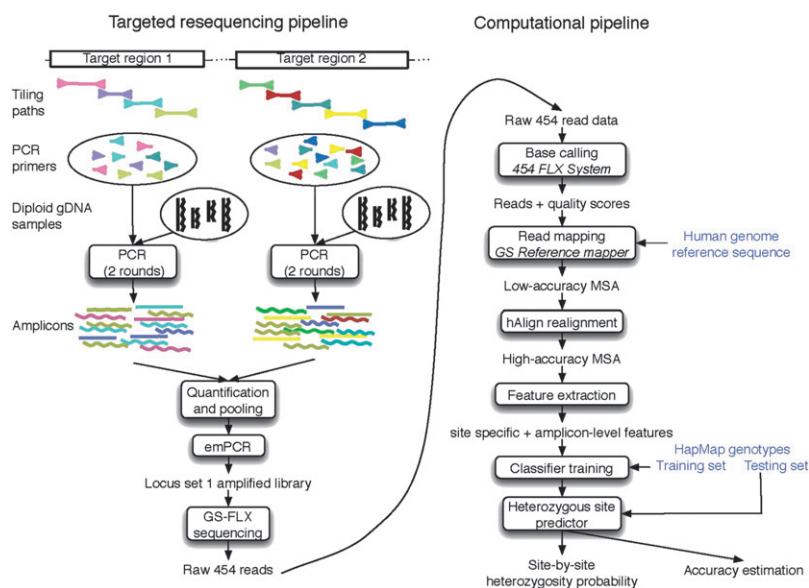 Targeted resequencing pipeline
Target region 1
Target region 2
Tiling
paths
PCR
primers
Diploid gDNA
samples
PCR
(2 rounds)
PCR
(2 rounds)
Amplicons
Quantification
and pooling
emPCR
Locus set 1 amplified library
GS-FLX
sequencing
Raw 454 reads
Computational pipeline
Raw 454 read data
Base calling
454 FLX System
Reads + quality scores
Read mapping
GS Reference mapper
Human genome
reference sequence
Low-accuracy MSA
hAlign realignment
High-accuracy MSA
Feature extraction
site specific + amplicon-level features
HapMap genotypes
Classifier training
Training set
Testing set
Heterozygous site
predictor
Site-by-site
heterozygosity probability
Accuracy estimation